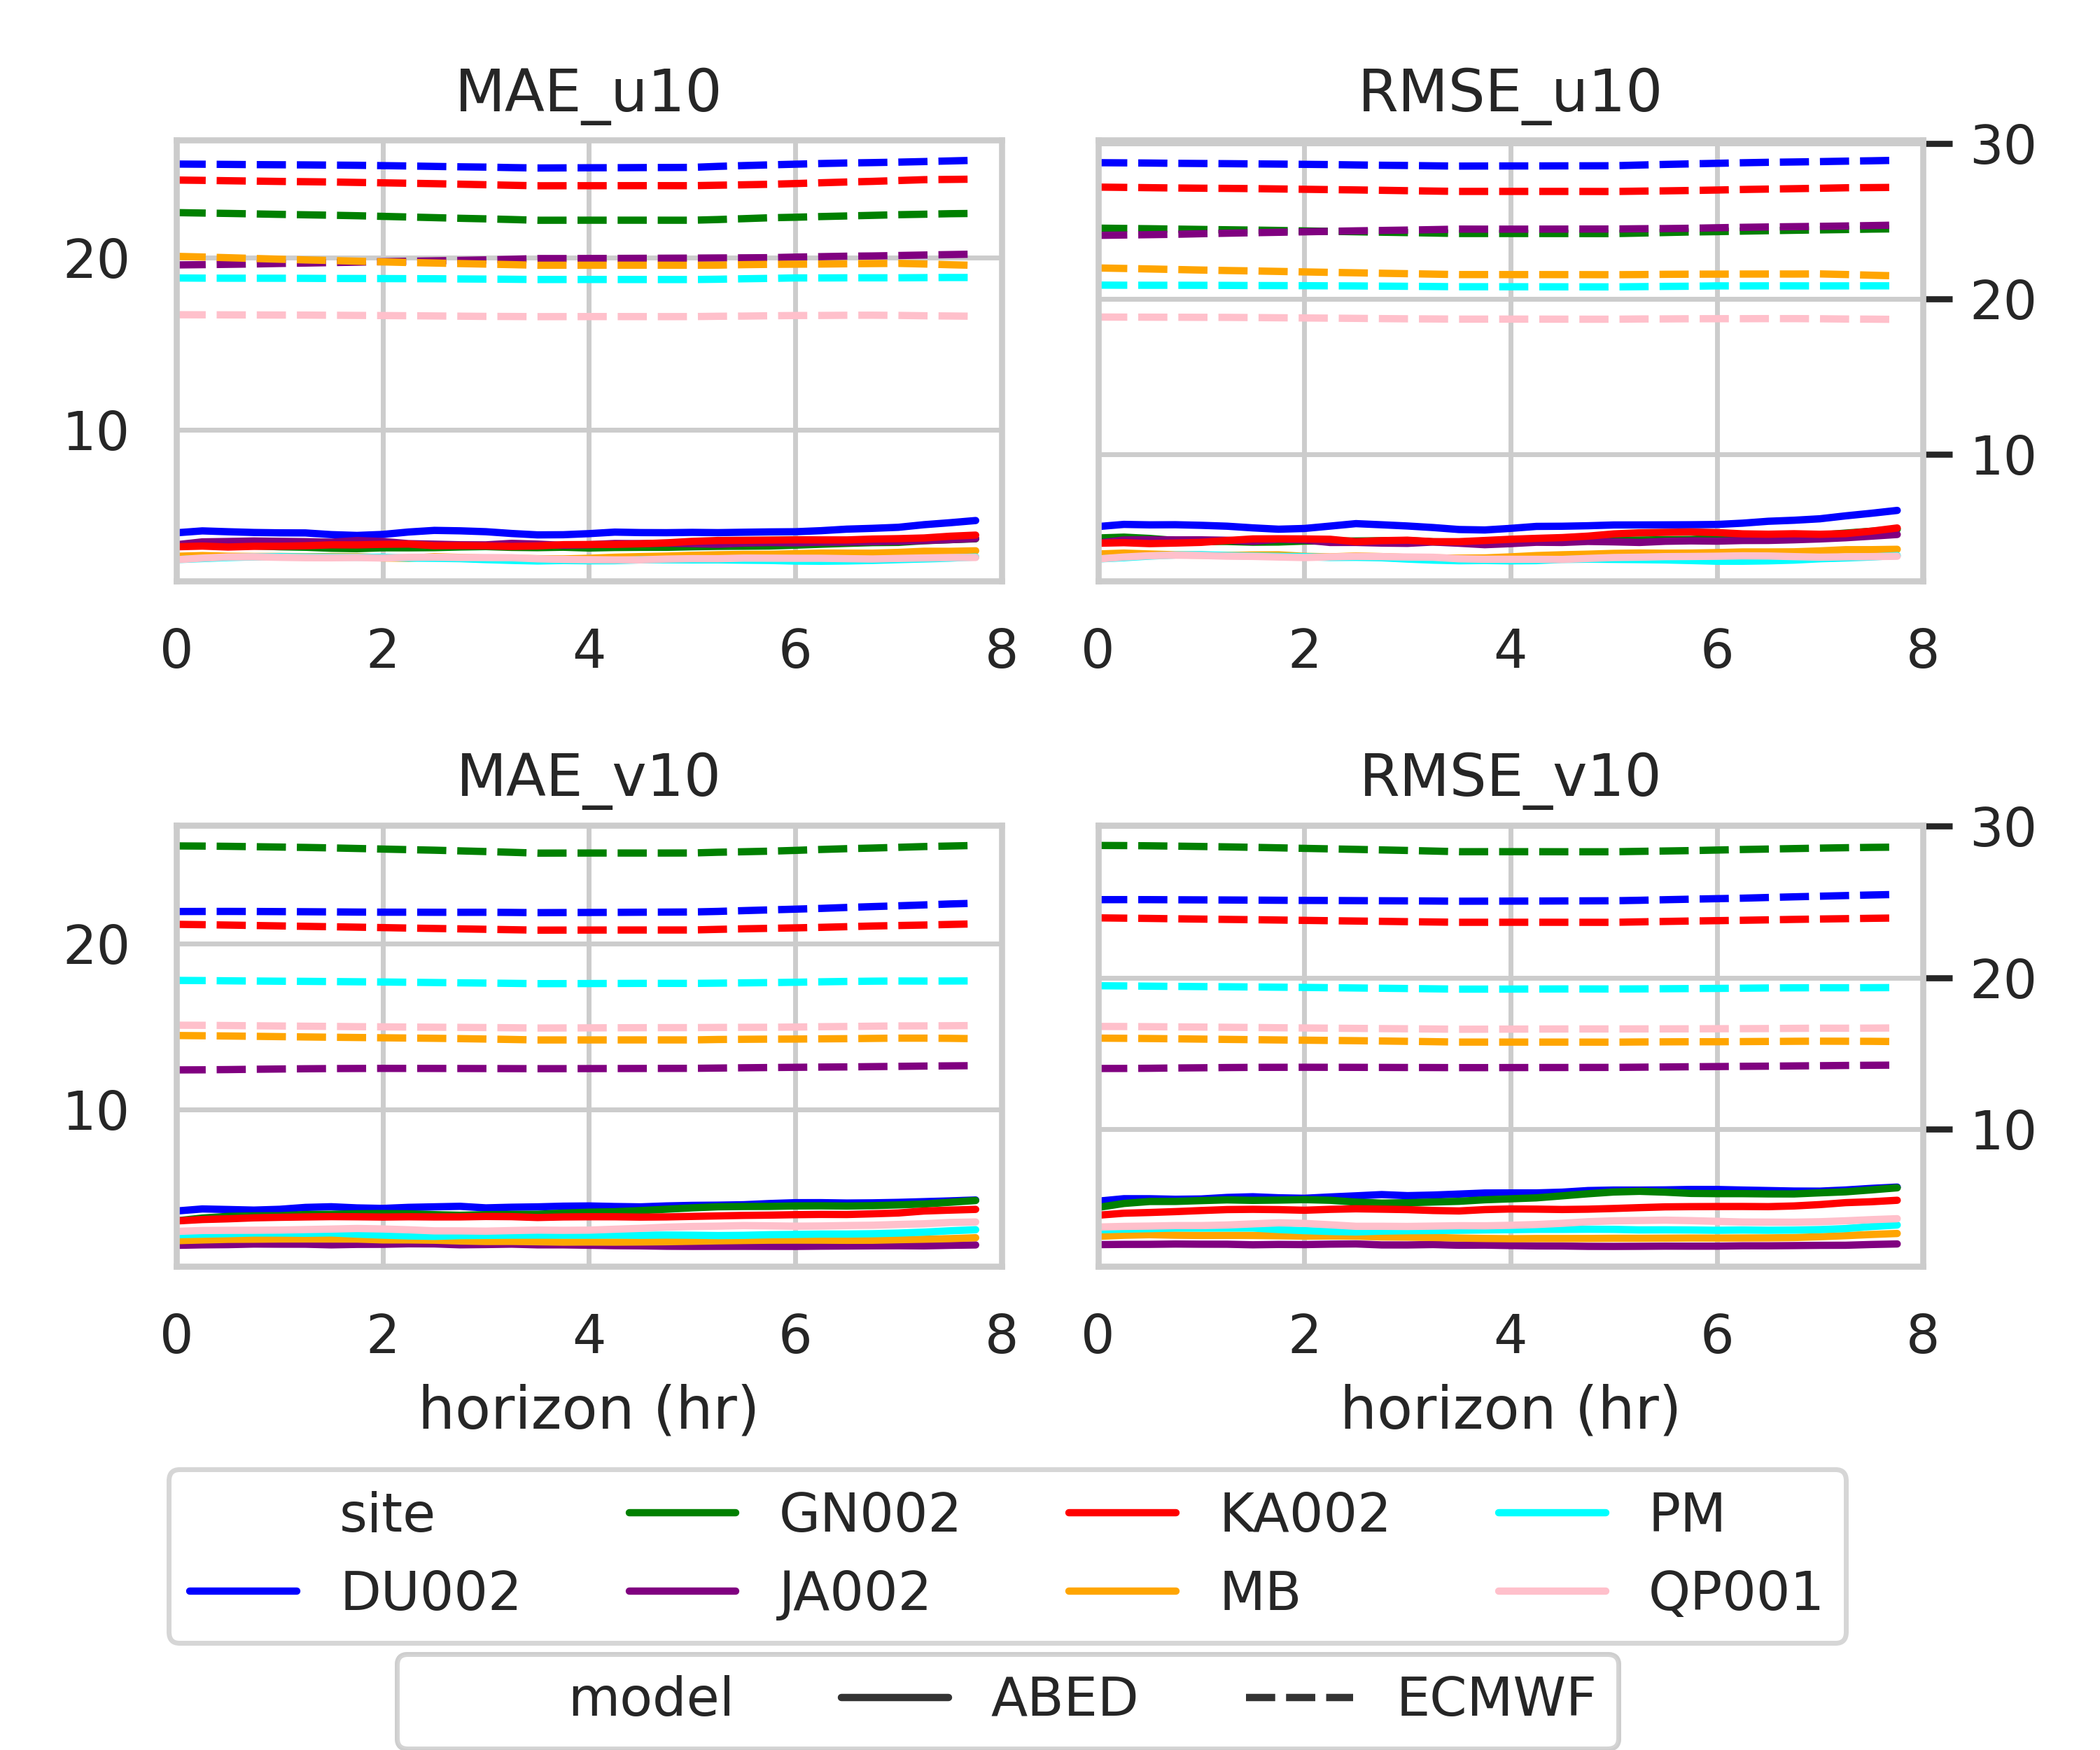 MAE_u10
RMSE_u10
30
20
20
10
10
0 2 4 6 8
0 2 4 6 8
MAE_v10
RMSE_v10
30
20
20
10
10
0 2 4 6 8
0 2 4 6 8
horizon (hr)
horizon (hr)
site GN002 KA002 PM
DU002 JA002 MB QP001
model ABED ECMWF